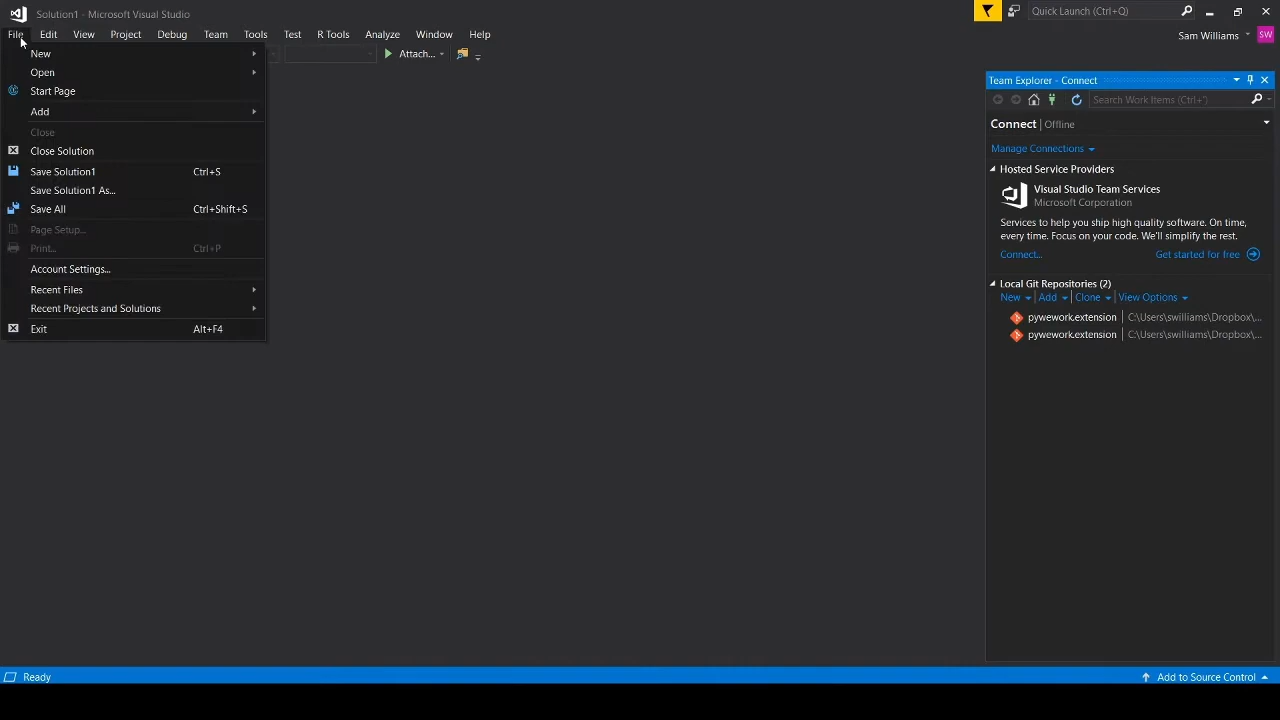 Solution1 - Microsoft Visual Studio
Quick Launch (Ctrl+Q)
File Edit View Project Debug Team Tools Test R Tools Analyze Window Help
Sam Williams SW
Attach...
New
Open
Start Page
Add
Close
Close Solution
Save Solution1 Ctrl+S
Save Solution1 As...
Save All Ctrl+Shift+S
Page Setup...
Print... Ctrl+P
Account Settings...
Recent Files
Recent Projects and Solutions
Exit Alt+F4
Team Explorer - Connect
Search Work Items (Ctrl+')
Connect | Offline
Manage Connections
Hosted Service Providers
Visual Studio Team Services
Microsoft Corporation
Services to help you ship high quality software. On time,
every time. Focus on your code. We'll simplify the rest.
Connect... Get started for free
Local Git Repositories (2)
New | Add | Clone | View Options
pywework.extension | C:\Users\swilliams\Dropbox\...
pywework.extension | C:\Users\swilliams\Dropbox\...
Ready
Add to Source Control